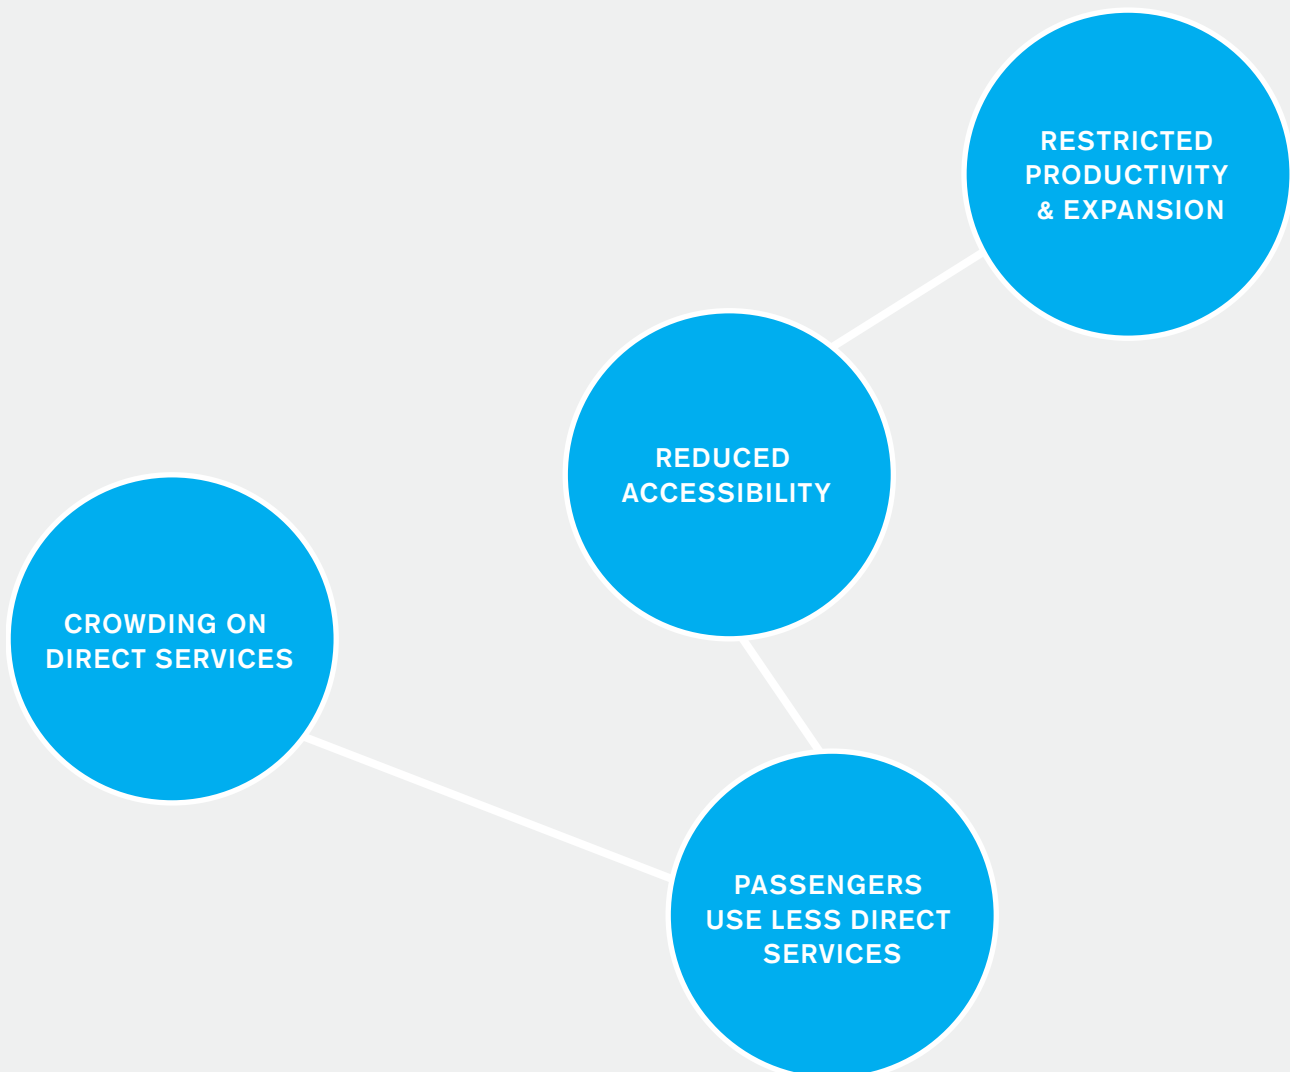 RESTRICTED
PRODUCTIVITY
& EXPANSION
REDUCED
ACCESSIBILITY
CROWDING ON
DIRECT SERVICES
PASSENGERS
USE LESS DIRECT
SERVICES